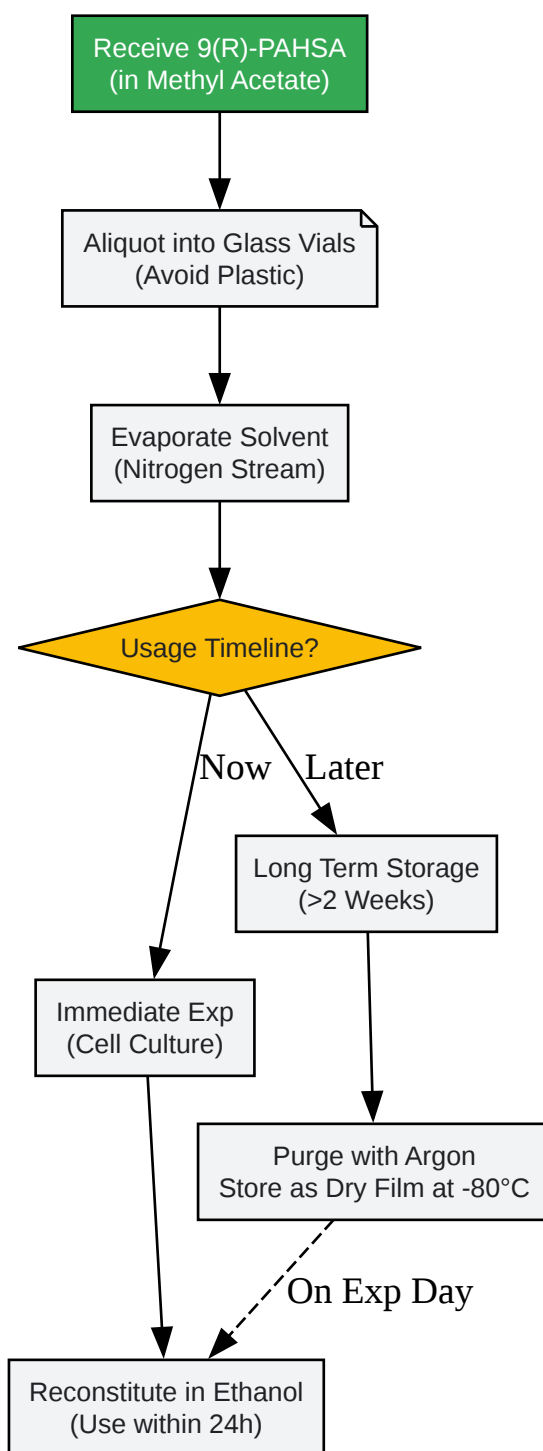 Receive 9(R)-PAHSA
(in Methyl Acetate)
Aliquot into Glass Vials
(Avoid Plastic)
Evaporate Solvent
(Nitrogen Stream)
Usage Timeline?
Now
Later
Long Term Storage
(>2 Weeks)
Immediate Exp
(Cell Culture)
Purge with Argon
Store as Dry Film at -80°C
On Exp Day
Reconstitute in Ethanol
(Use within 24h)